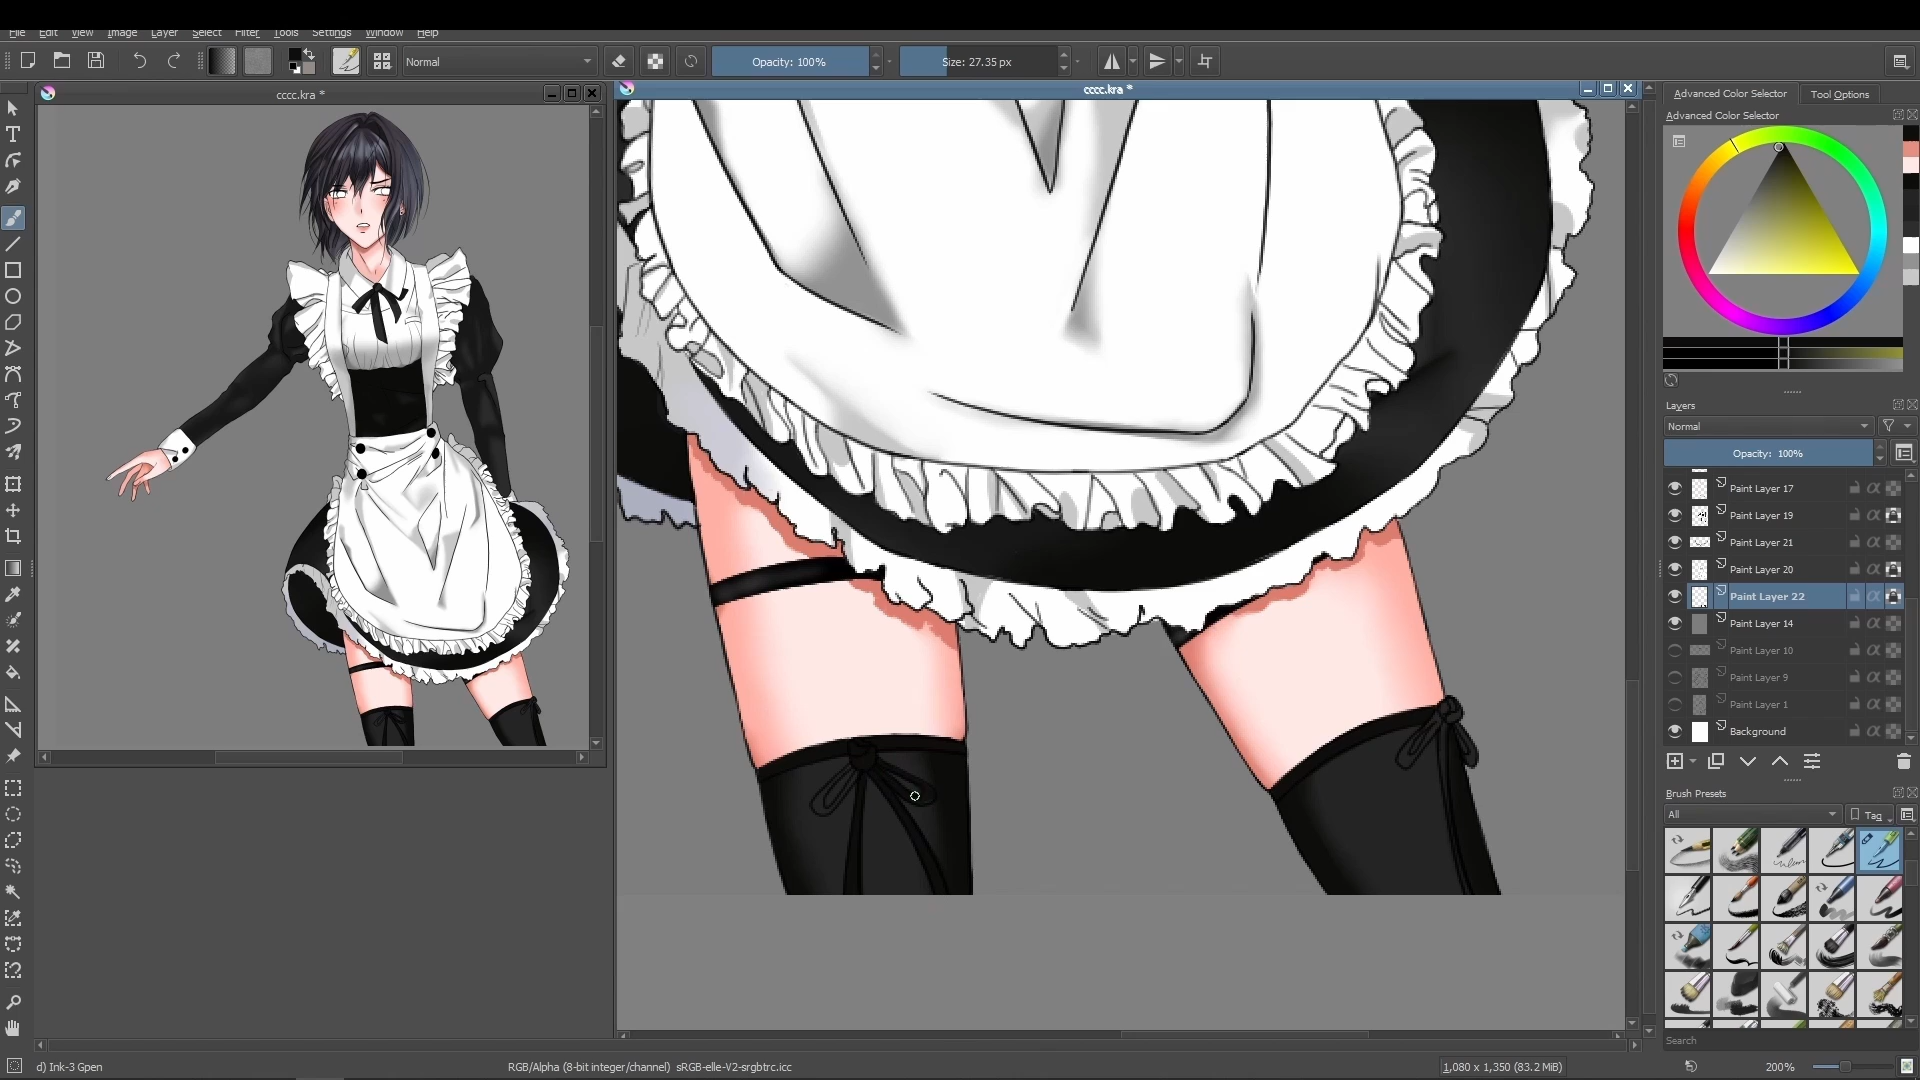 File Edit View Image Layer Select Filter Tools Settings Window Help
Normal
Opacity: 100%
Size: 27.35 px
cccc.kra *
cccc.kra *
Advanced Color Selector
Tool Options
Advanced Color Selector
Layers
Normal
Opacity: 100%
Paint Layer 17
Paint Layer 19
Paint Layer 21
Paint Layer 20
Paint Layer 22
Paint Layer 14
Paint Layer 10
Paint Layer 9
Paint Layer 1
Background
Brush Presets
All
Tag
Search
d) Ink-3 Gpen
RGB/Alpha (8-bit integer/channel) sRGB-elle-V2-srgbtrc.icc
1,080 x 1,350 (83.2 MiB)
200%